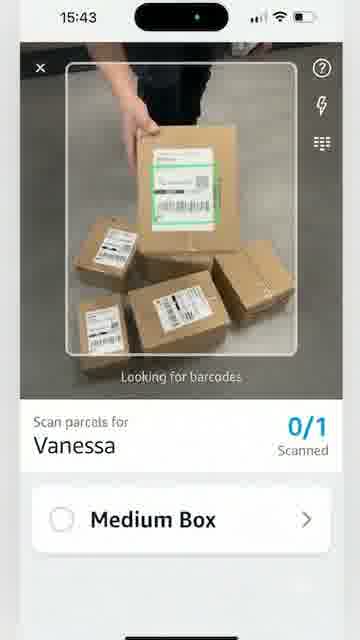 15:43
Looking for barcodes
Scan parcels for
Vanessa
0/1
Scanned
Medium Box